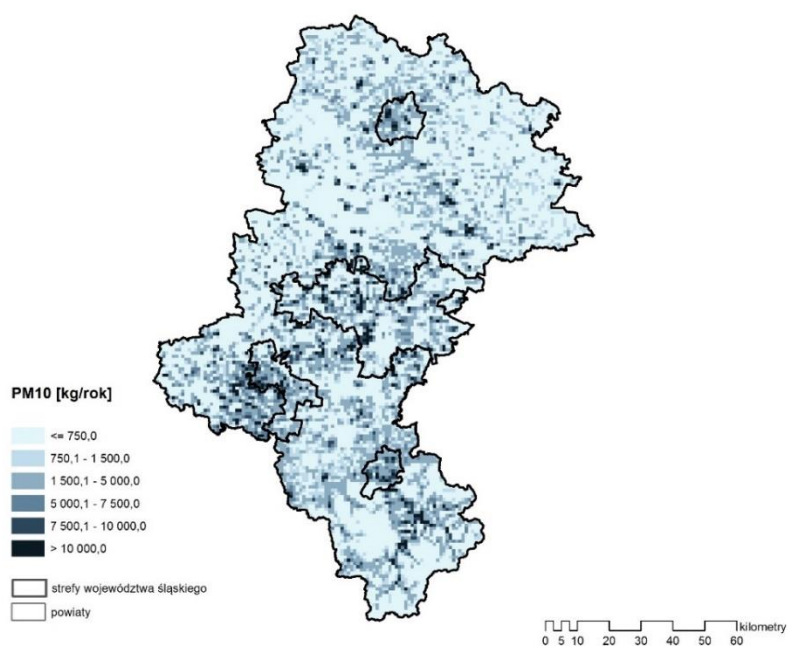 PM10 [kg/rok]
<= 750,0
750,1 - 1 500,0
1 500,1 - 5 000,0
5 000,1 - 7 500,0
7 500,1 - 10 000,0
> 10 000,0
strefy województwa śląskiego
powiaty
kilometry
0 5 10 20 30 40 50 60